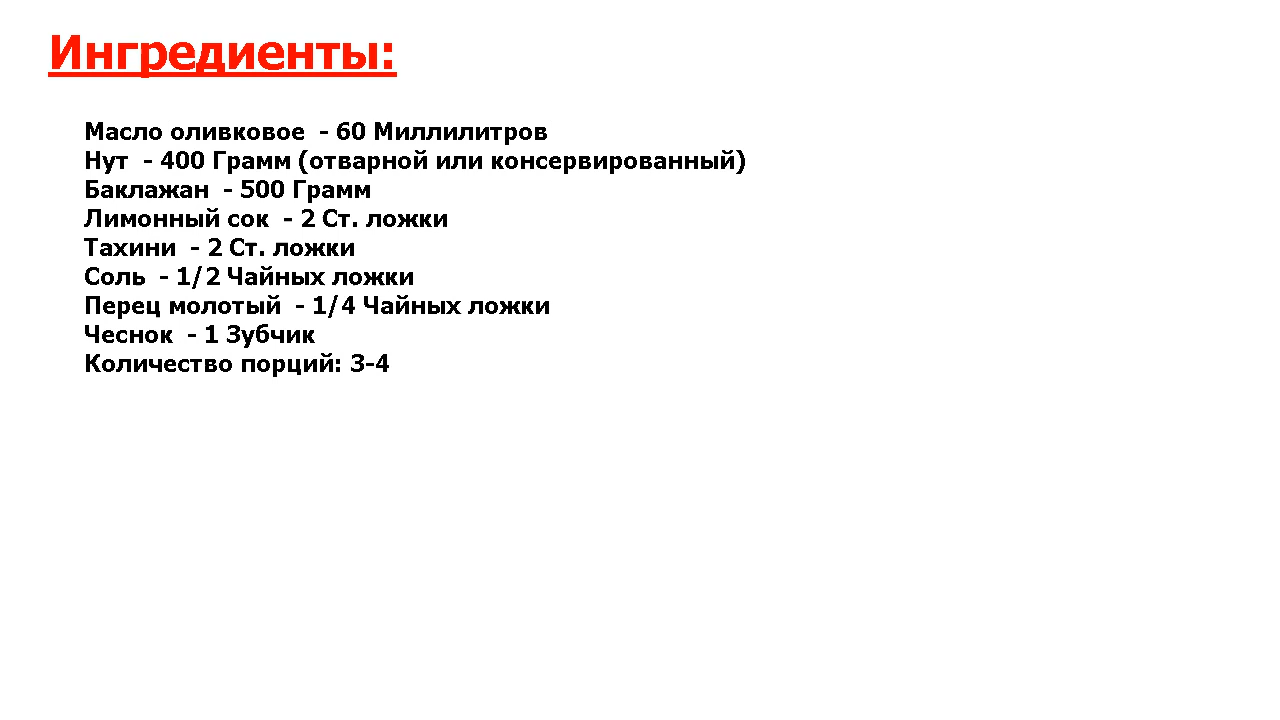 Ингредиенты:
Масло оливковое  - 60 Миллилитров
Нут  - 400 Грамм (отварной или консервированный)
Баклажан  - 500 Грамм
Лимонный сок  - 2 Ст. ложки
Тахини  - 2 Ст. ложки
Соль  - 1/2 Чайных ложки
Перец молотый  - 1/4 Чайных ложки
Чеснок  - 1 Зубчик
Количество порций: 3-4